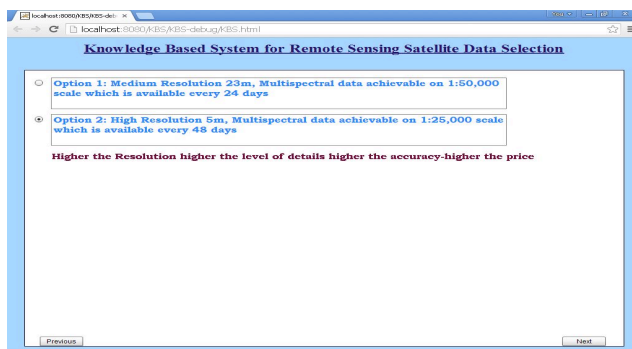 localhost:8080/KBS/KBS-deb
localhost:8080/KBS/KBS-debug/KBS.html
Knowledge Based System for Remote Sensing Satellite Data Selection
Option 1: Medium Resolution 23m, Multispectral data achievable on 1:50,000
scale which is available every 24 days
Option 2: High Resolution 5m, Multispectral data achievable on 1:25,000 scale
which is available every 48 days
Higher the Resolution higher the level of details higher the accuracy-higher the price
Previous
Next